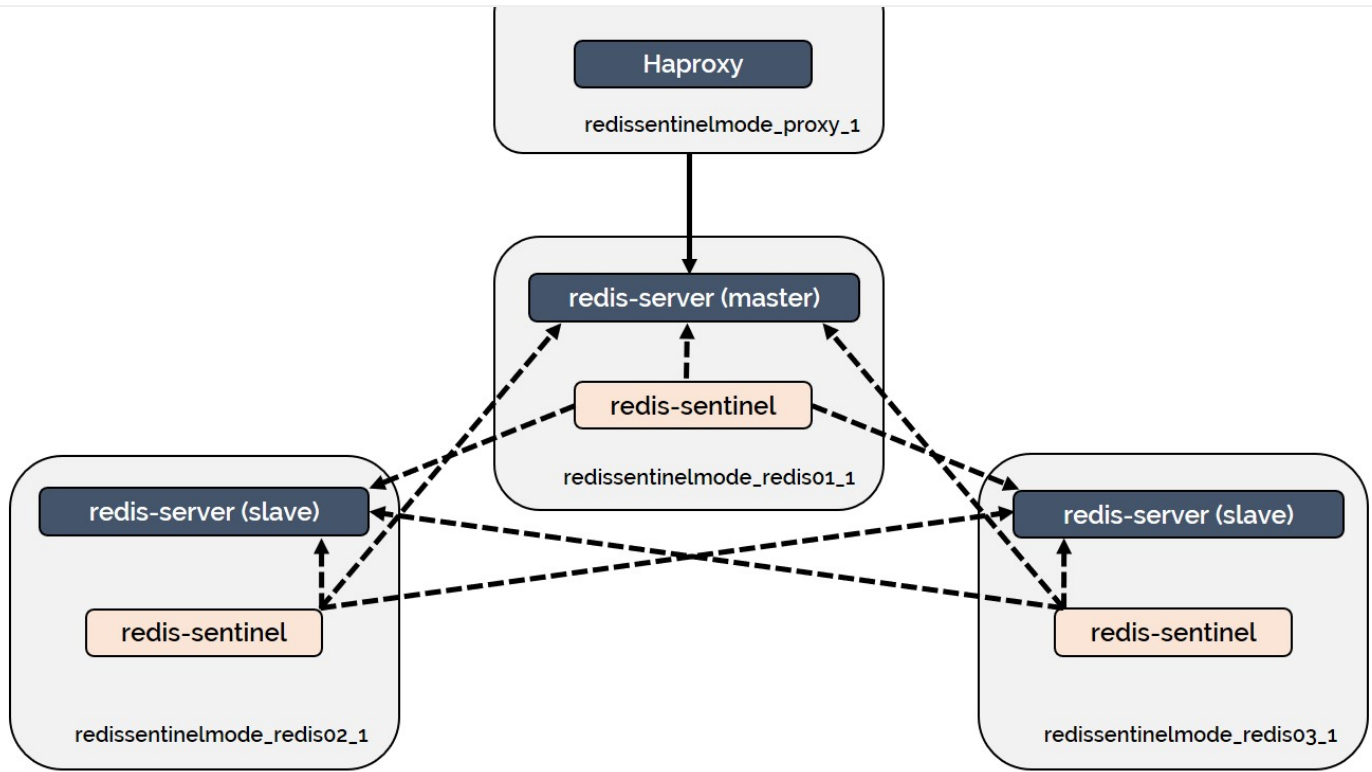 Haproxy
redissentinelmode_proxy_1
redis-server (master)
redis-sentinel
redissentinelmode_redis01_1
redis-server (slave)
redis-sentinel
redissentinelmode_redis02_1
redis-server (slave)
redis-sentinel
redissentinelmode_redis03_1